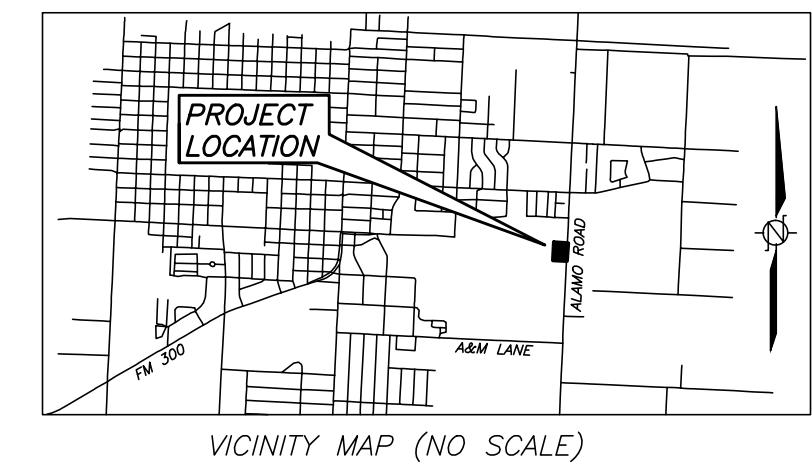 PROJECT
LOCATION
ALAMO ROAD
A&M LANE
FM 300
VICINITY MAP (NO SCALE)